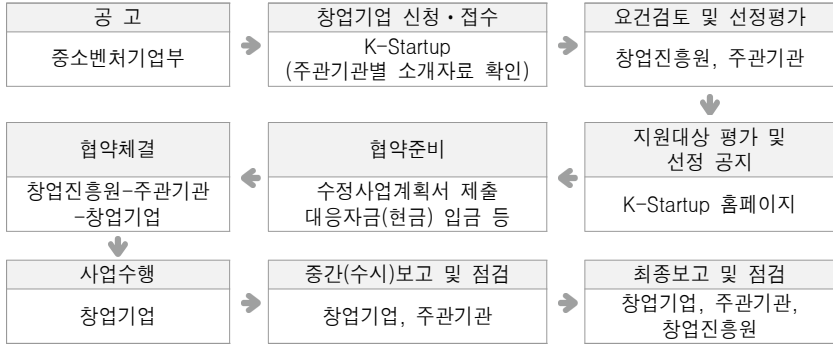 공 고
중소벤처기업부
창업기업 신청·접수
K-Startup
(주관기관별 소개자료 확인)
요건검토 및 선정평가
창업진흥원, 주관기관
지원대상 평가 및
선정 공지
K-Startup 홈페이지
협약준비
수정사업계획서 제출
대응자금(현금) 입금 등
협약체결
창업진흥원-주관기관
-창업기업
사업수행
창업기업
중간(수시)보고 및 점검
창업기업, 주관기관
최종보고 및 점검
창업기업, 주관기관,
창업진흥원